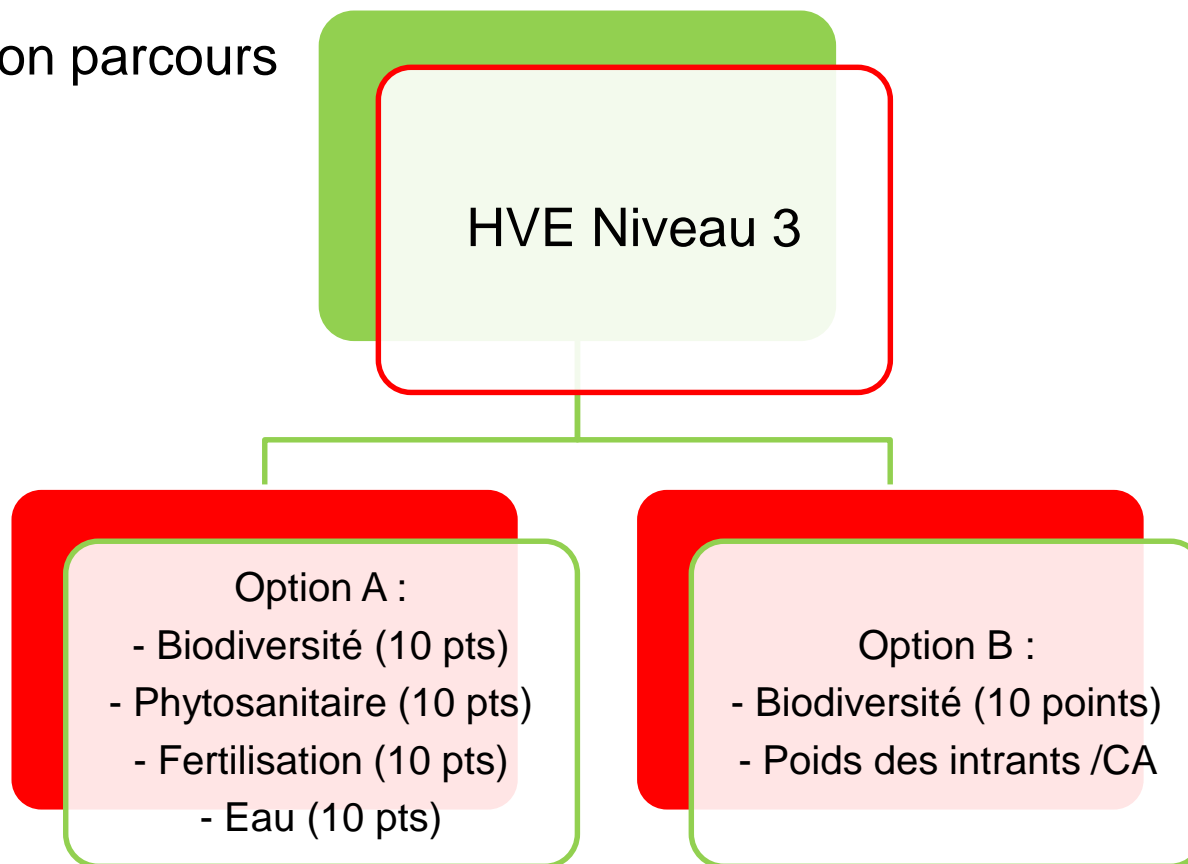 on parcours
HVE Niveau 3
Option A :
- Biodiversité (10 pts)
- Phytosanitaire (10 pts)
- Fertilisation (10 pts)
- Eau (10 pts)
Option B :
- Biodiversité (10 points)
- Poids des intrants /CA